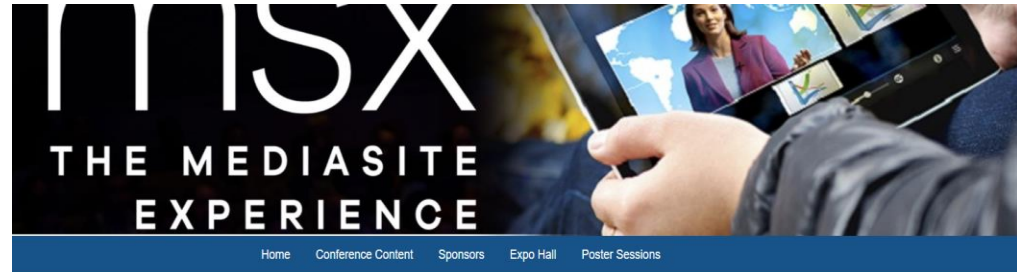 msx
THE MEDIASITE
EXPERIENCE
Home Conference Content Sponsors Expo Hall Poster Sessions